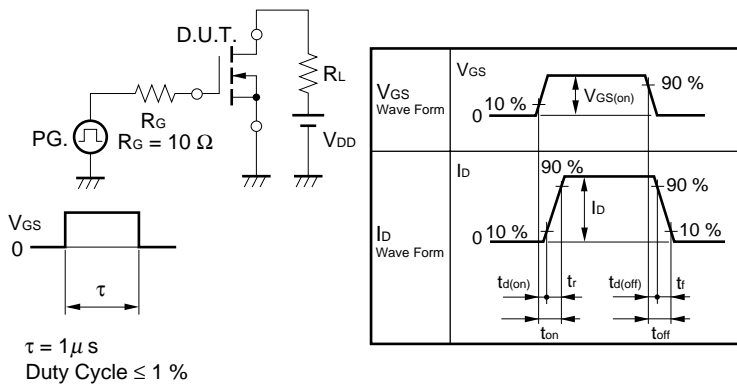 D.U.T.
RL
RG
RG = 10 Ω
PG.
VDD
VGS
0
τ
τ = 1μ s
Duty Cycle ≤ 1 %
VGS
Wave Form
VGS
10 %
0
VGS(on)
90 %
ID
Wave Form
ID
90 %
90 %
ID
0
10 %
10 %
td(on)
tr
td(off)
tf
ton
toff